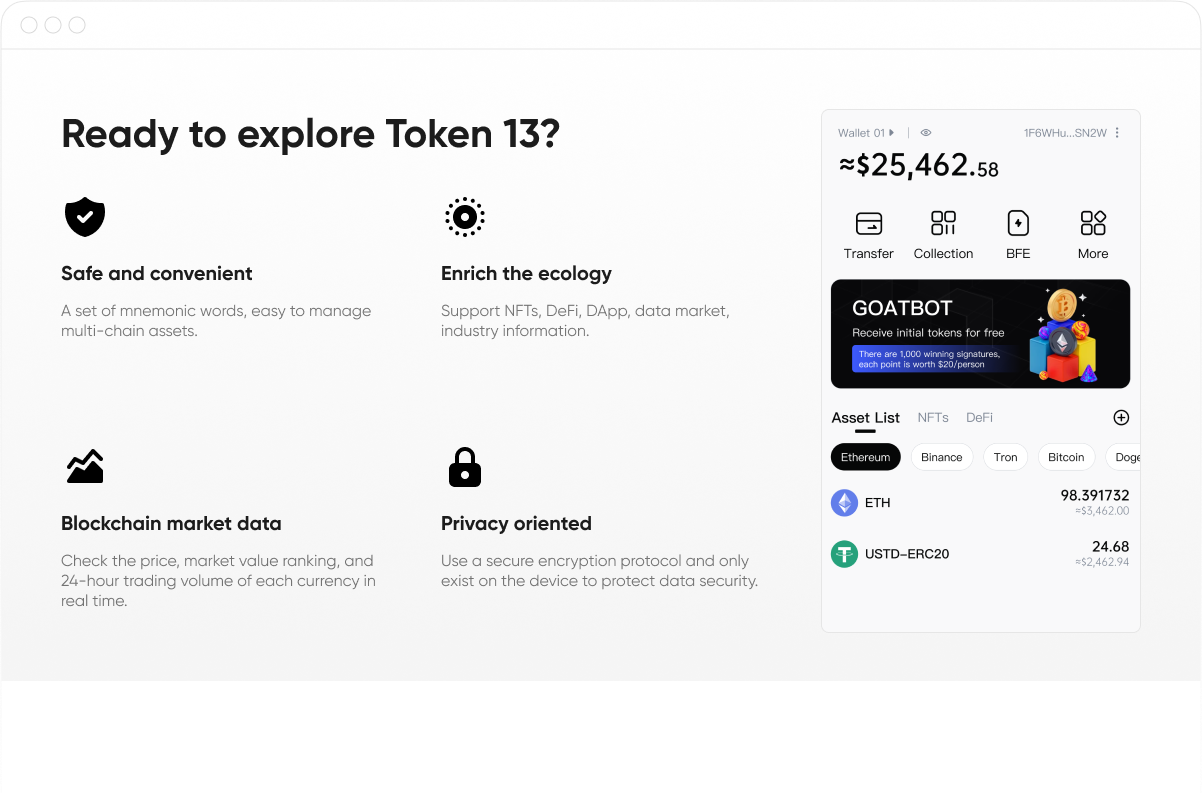 Ready to explore Token 13?
Safe and convenient
A set of mnemonic words, easy to manage
multi-chain assets.
Enrich the ecology
Support NFTs, DeFi, DApp, data market,
industry information.
Blockchain market data
Check the price, market value ranking, and
24-hour trading volume of each currency in
real time.
Privacy oriented
Use a secure encryption protocol and only
exist on the device to protect data security.
Wallet 01
1F6WHu...SN2W
≈$25,462.58
Transfer
Collection
BFE
More
GOATBOT
Receive initial tokens for free
There are 1,000 winning signatures,
each point is worth $20/person
Asset List
NFTs
DeFi
Ethereum
Binance
Tron
Bitcoin
Doge
ETH
98.391732
≈$3,462.00
USTD-ERC20
24.68
≈$2,462.94